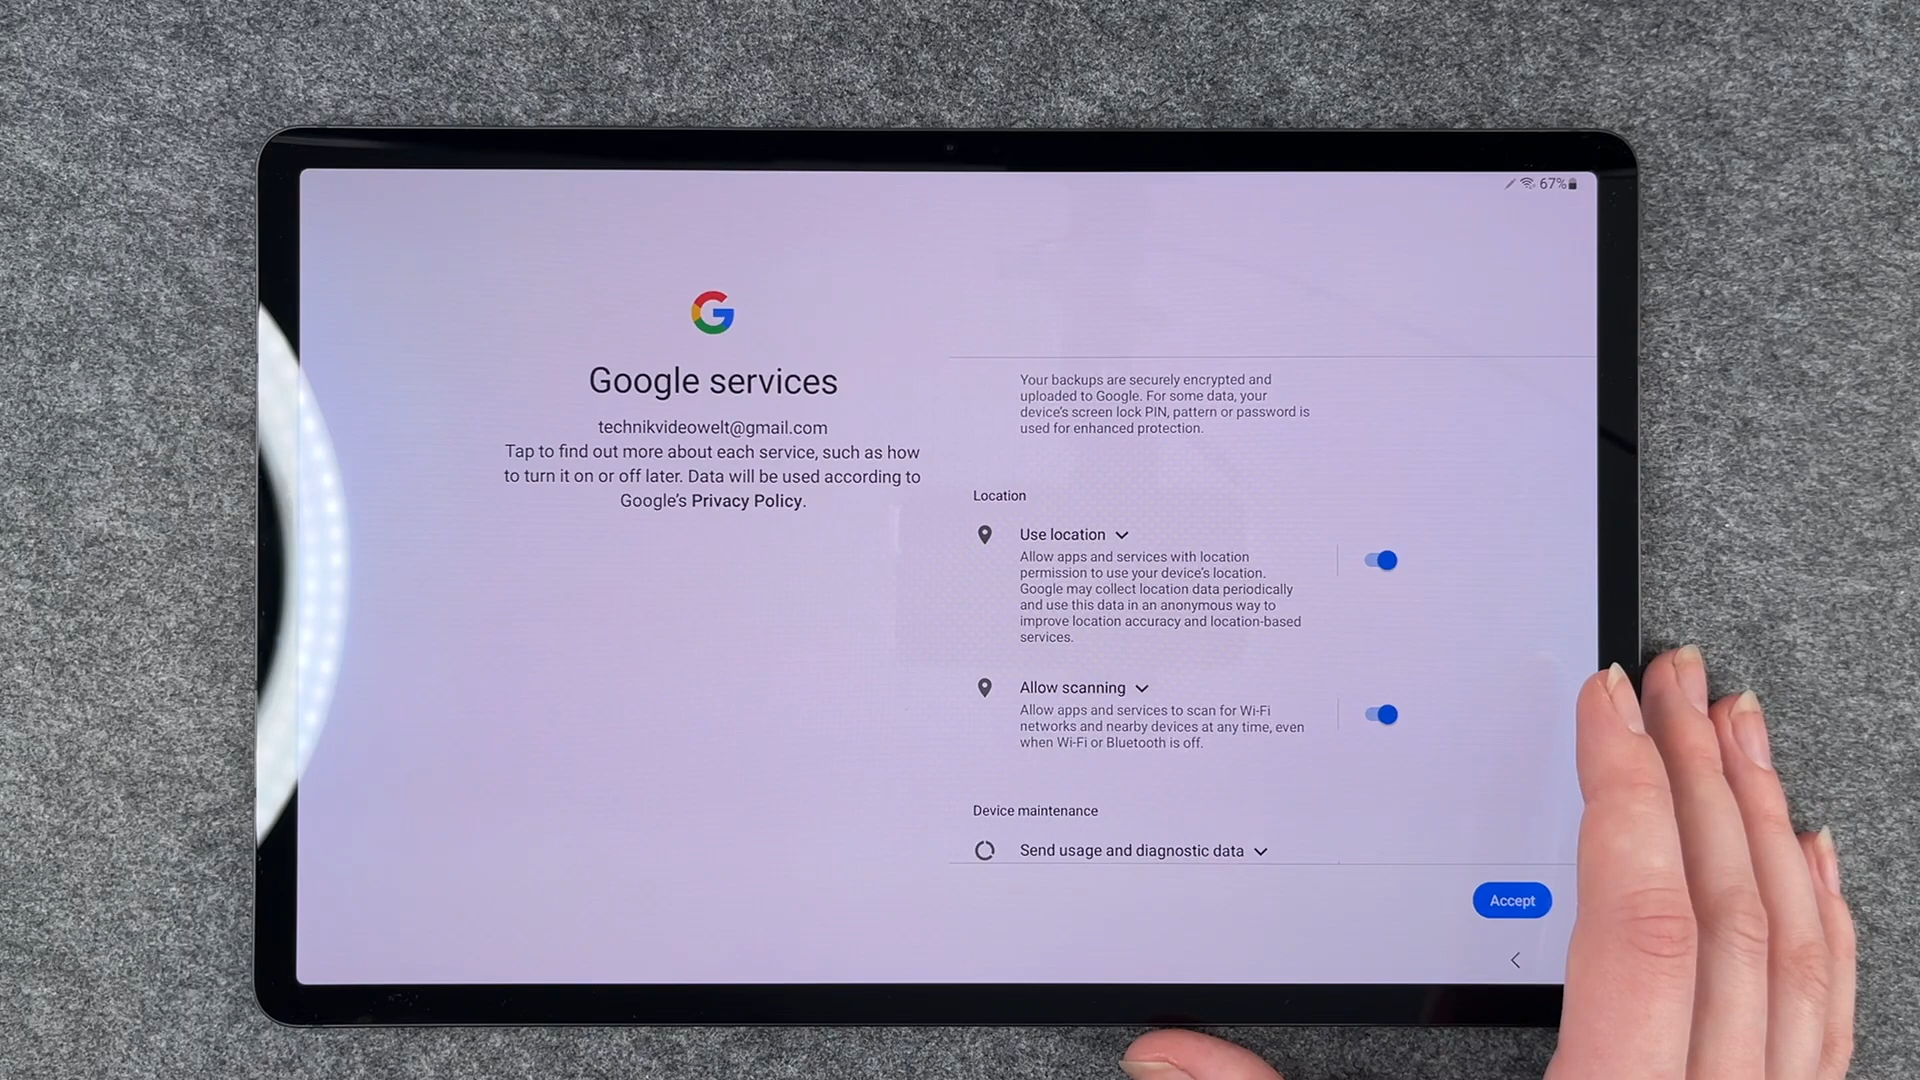 67%
Google services
technikvideowelt@gmail.com
Tap to find out more about each service, such as how
to turn it on or off later. Data will be used according to
Google's Privacy Policy.
Your backups are securely encrypted and
uploaded to Google. For some data, your
device's screen lock PIN, pattern or password is
used for enhanced protection.
Location
Use location
Allow apps and services with location
permission to use your device's location.
Google may collect location data periodically
and use this data in an anonymous way to
improve location accuracy and location-based
services.
Allow scanning
Allow apps and services to scan for Wi-Fi
networks and nearby devices at any time, even
when Wi-Fi or Bluetooth is off.
Device maintenance
Send usage and diagnostic data
Accept